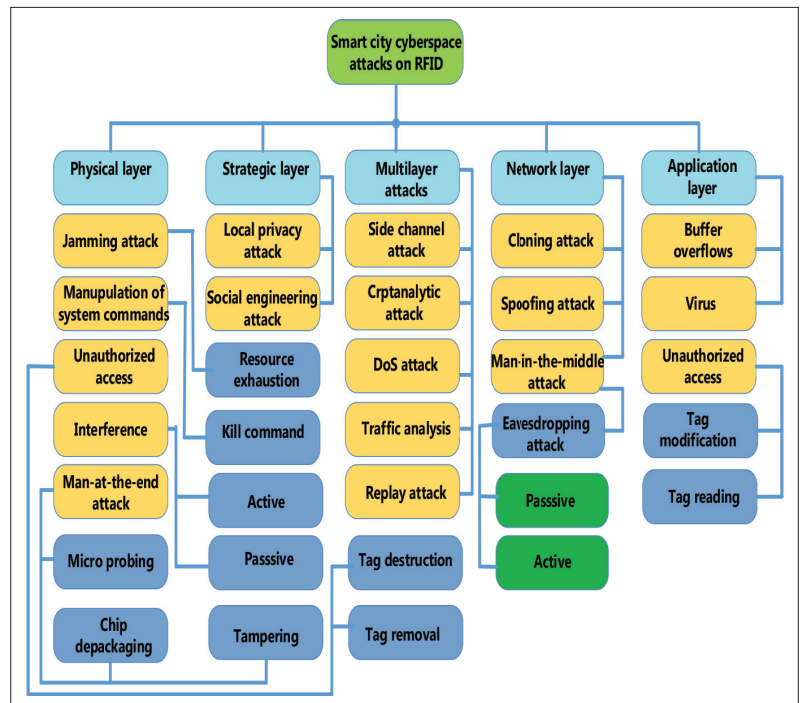 Smart city cyberspace
attacks on RFID
Physical layer
Strategic layer
Multilayer
attacks
Network layer
Application
layer
Jamming attack
Local privacy
attack
Side channel
attack
Cloning attack
Buffer
overflows
Manupulation of
system commands
Social engineering
attack
Crptanalytic
attack
Spoofing attack
Virus
Unauthorized
access
Resource
exhaustion
DoS attack
Man-in-the-middle
attack
Unauthorized
access
Interference
Kill command
Traffic analysis
Eavesdropping
attack
Tag
modification
Man-at-the-end
attack
Active
Replay attack
Passsive
Tag reading
Micro probing
Passsive
Tag destruction
Active
Chip
depackaging
Tampering
Tag removal